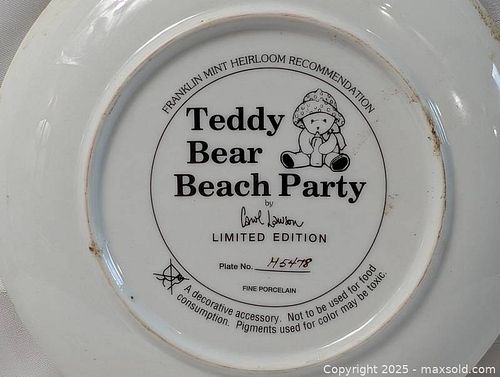 FRANKLIN MINT HEIRLOOM RECOMMENDATION
Teddy
Bear
Beach Party
by
Carol Lawson
LIMITED EDITION
Plate No. H5478
FINE PORCELAIN
A decorative accessory. Not to be used for food
consumption. Pigments used for color may be toxic.
Copyright 2025 - maxsold.com